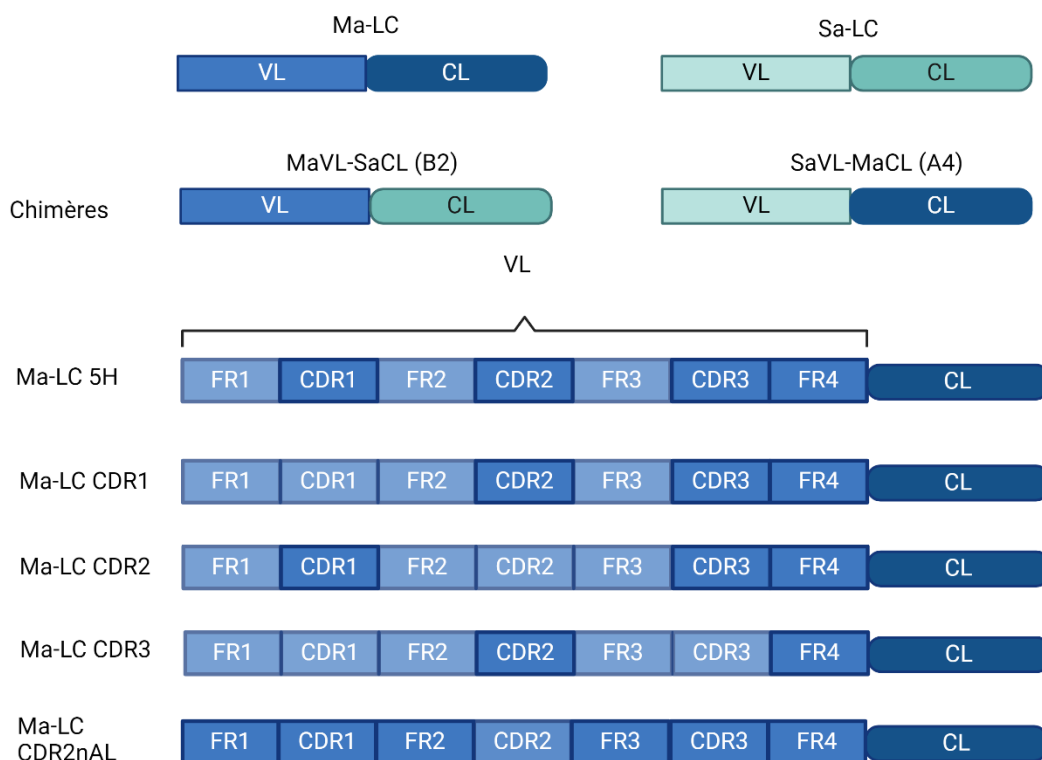 Ma-LC Sa-LC
VL CL VL CL
MaVL-SaCL (B2) SaVL-MaCL (A4)
Chimères VL CL VL CL
VL
Ma-LC 5H FR1 CDR1 FR2 CDR2 FR3 CDR3 FR4 CL
Ma-LC CDR1 FR1 CDR1 FR2 CDR2 FR3 CDR3 FR4 CL
Ma-LC CDR2 FR1 CDR1 FR2 CDR2 FR3 CDR3 FR4 CL
Ma-LC CDR3 FR1 CDR1 FR2 CDR2 FR3 CDR3 FR4 CL
Ma-LC
CDR2nAL FR1 CDR1 FR2 CDR2 FR3 CDR3 FR4 CL